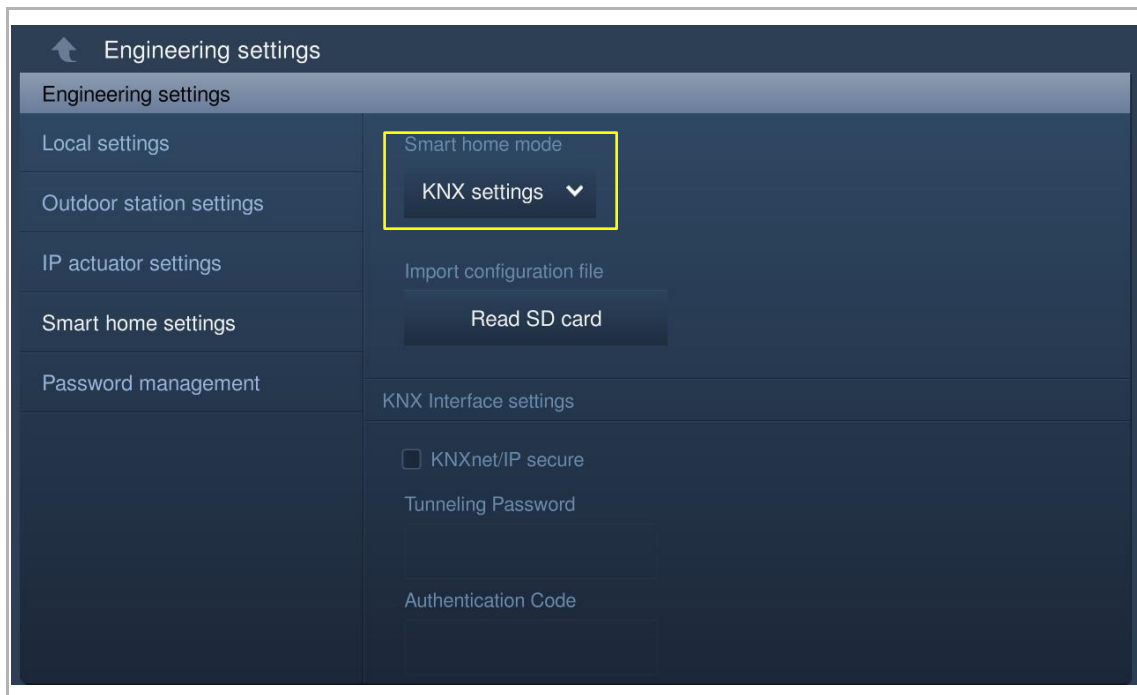 Engineering settings
Engineering settings
Local settings
Outdoor station settings
IP actuator settings
Smart home settings
Password management
Smart home mode
KNX settings
Import configuration file
Read SD card
KNX Interface settings
KNXnet/IP secure
Tunneling Password
Authentication Code